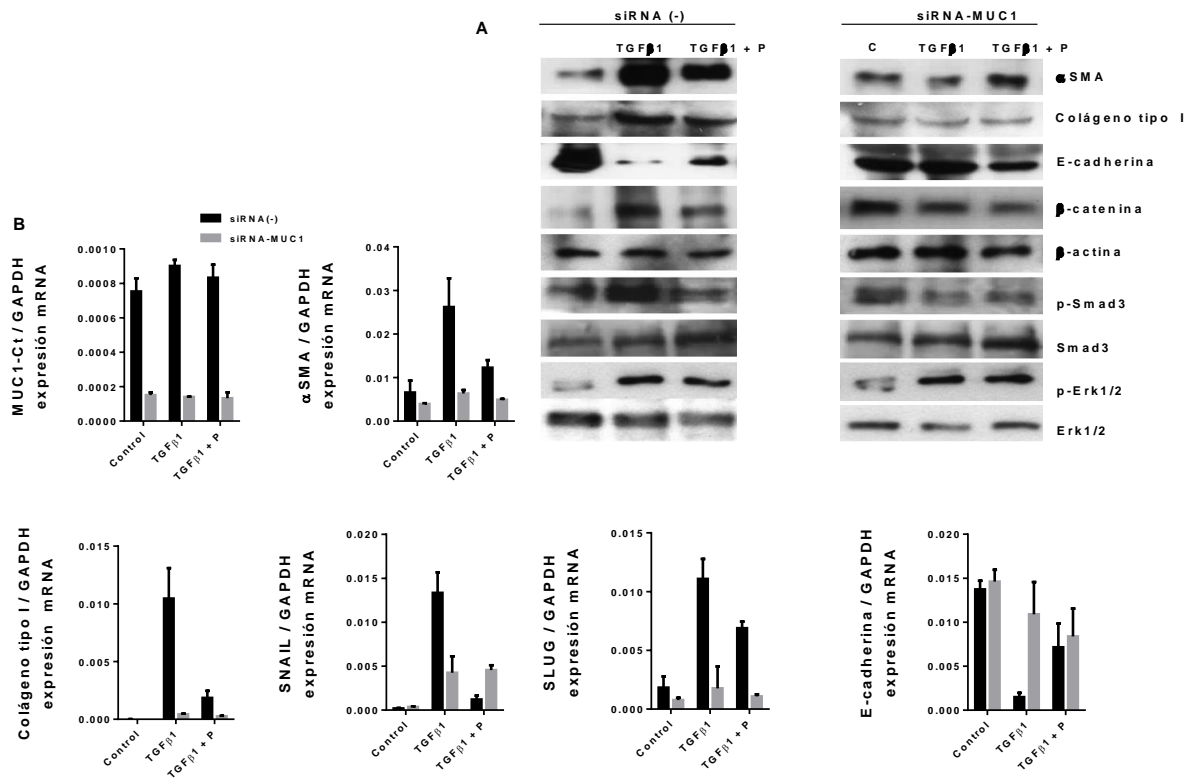 A
siRNA (-)
siRNA-MUC1
TGFβ1
TGFβ1 + P
C
TGFβ1
TGFβ1 + P
αSMA
Colágeno tipo I
E-cadherina
β-catenina
β-actina
p-Smad3
Smad3
p-Erk1/2
Erk1/2
B
siRNA(-)
siRNA-MUC1
MUC1-Ct / GAPDH
expresión mRNA
0.0010
0.0008
0.0006
0.0004
0.0002
0.0000
Control
TGFβ1
TGFβ1 + P
αSMA / GAPDH
expresión mRNA
0.04
0.03
0.02
0.01
0.00
Control
TGFβ1
TGFβ1 + P
Colágeno tipo I / GAPDH
expresión mRNA
0.015
0.010
0.005
0.000
Control
TGFβ1
TGFβ1 + P
SNAIL / GAPDH
expresión mRNA
0.020
0.015
0.010
0.005
0.000
Control
TGFβ1
TGFβ1 + P
SLUG / GAPDH
expresión mRNA
0.015
0.010
0.005
0.000
Control
TGFβ1
TGFβ1 + P
E-cadherina / GAPDH
expresión mRNA
0.020
0.015
0.010
0.005
0.000
Control
TGFβ1
TGFβ1 + P